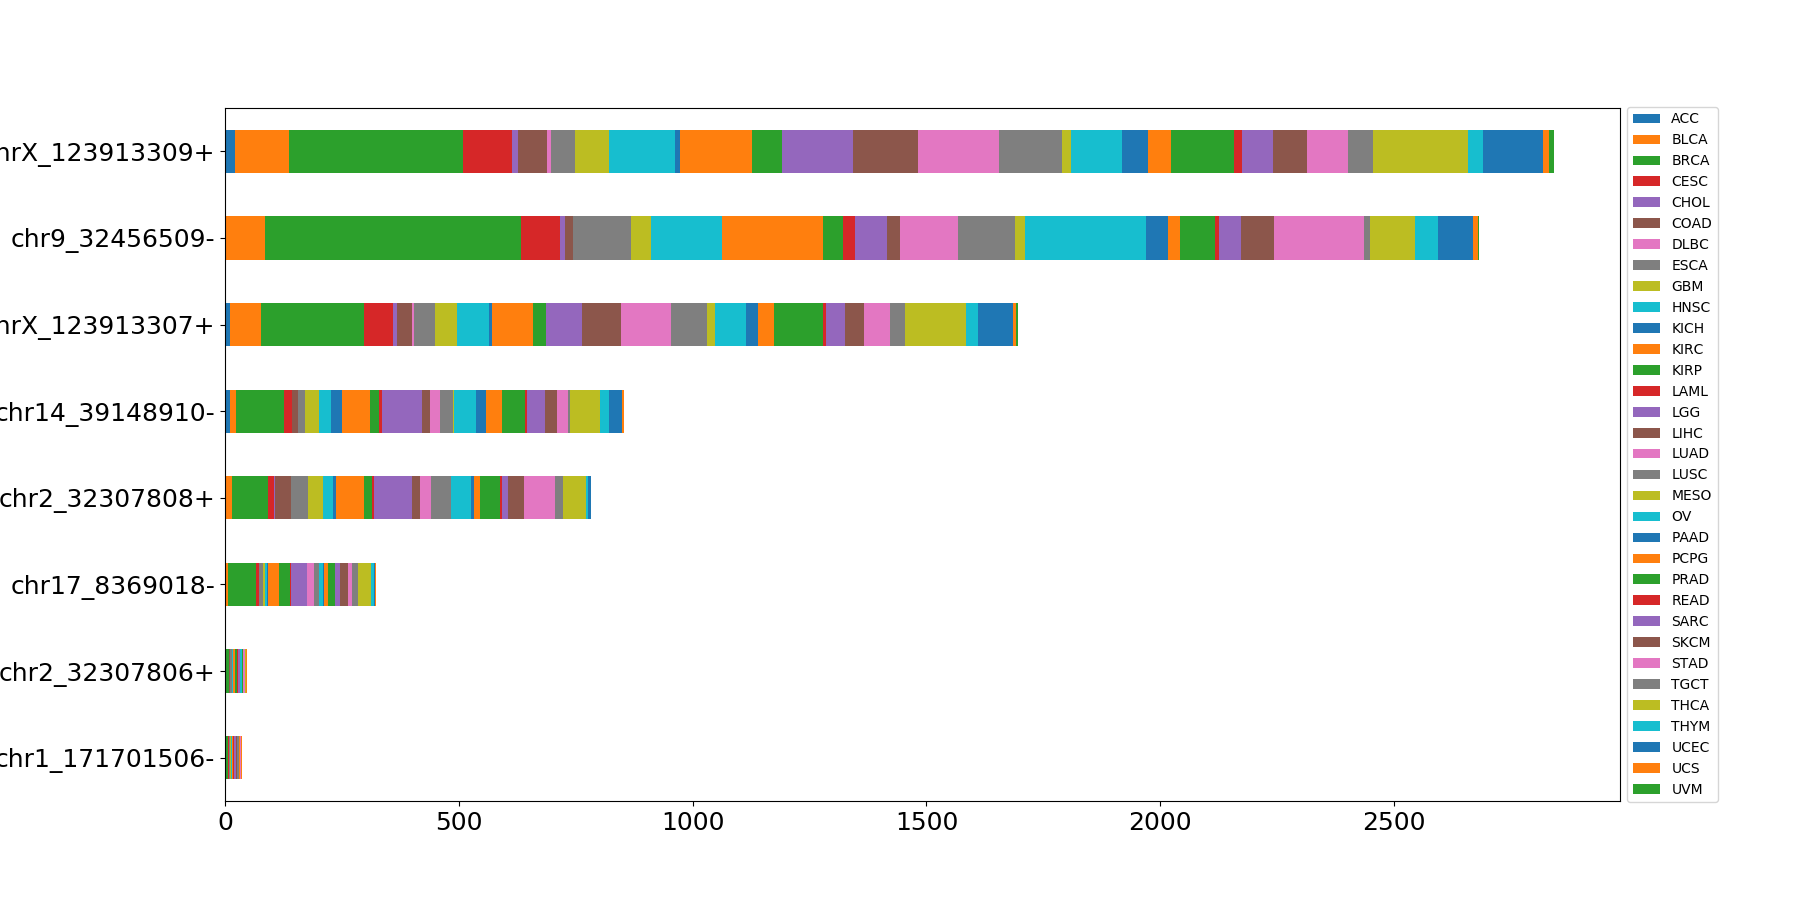 hrX_123913309+
chr9_32456509-
hrX_123913307+
chr14_39148910-
chr2_32307808+
chr17_8369018-
chr2_32307806+
chr1_171701506-
0 500 1000 1500 2000 2500
ACC
BLCA
BRCA
CESC
CHOL
COAD
DLBC
ESCA
GBM
HNSC
KICH
KIRC
KIRP
LAML
LGG
LIHC
LUAD
LUSC
MESO
OV
PAAD
PCPG
PRAD
READ
SARC
SKCM
STAD
TGCT
THCA
THYM
UCEC
UCS
UVM